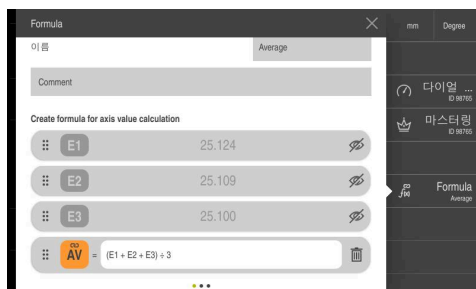 Formula
mm Degree
이름 Average
Comment
다이얼 ...
ID 98765
Create formula for axis value calculation
마스터링
ID 98765
E1 25.124
E2 25.109
E3 25.100
Formula
Average
AV = (E1 + E2 + E3) ÷ 3